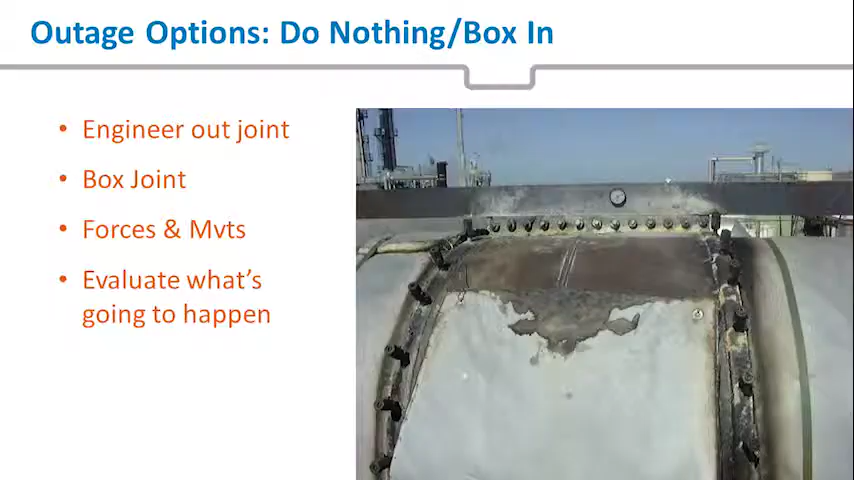 Outage Options: Do Nothing/Box In
• Engineer out joint
• Box Joint
• Forces & Mvts
• Evaluate what's
going to happen